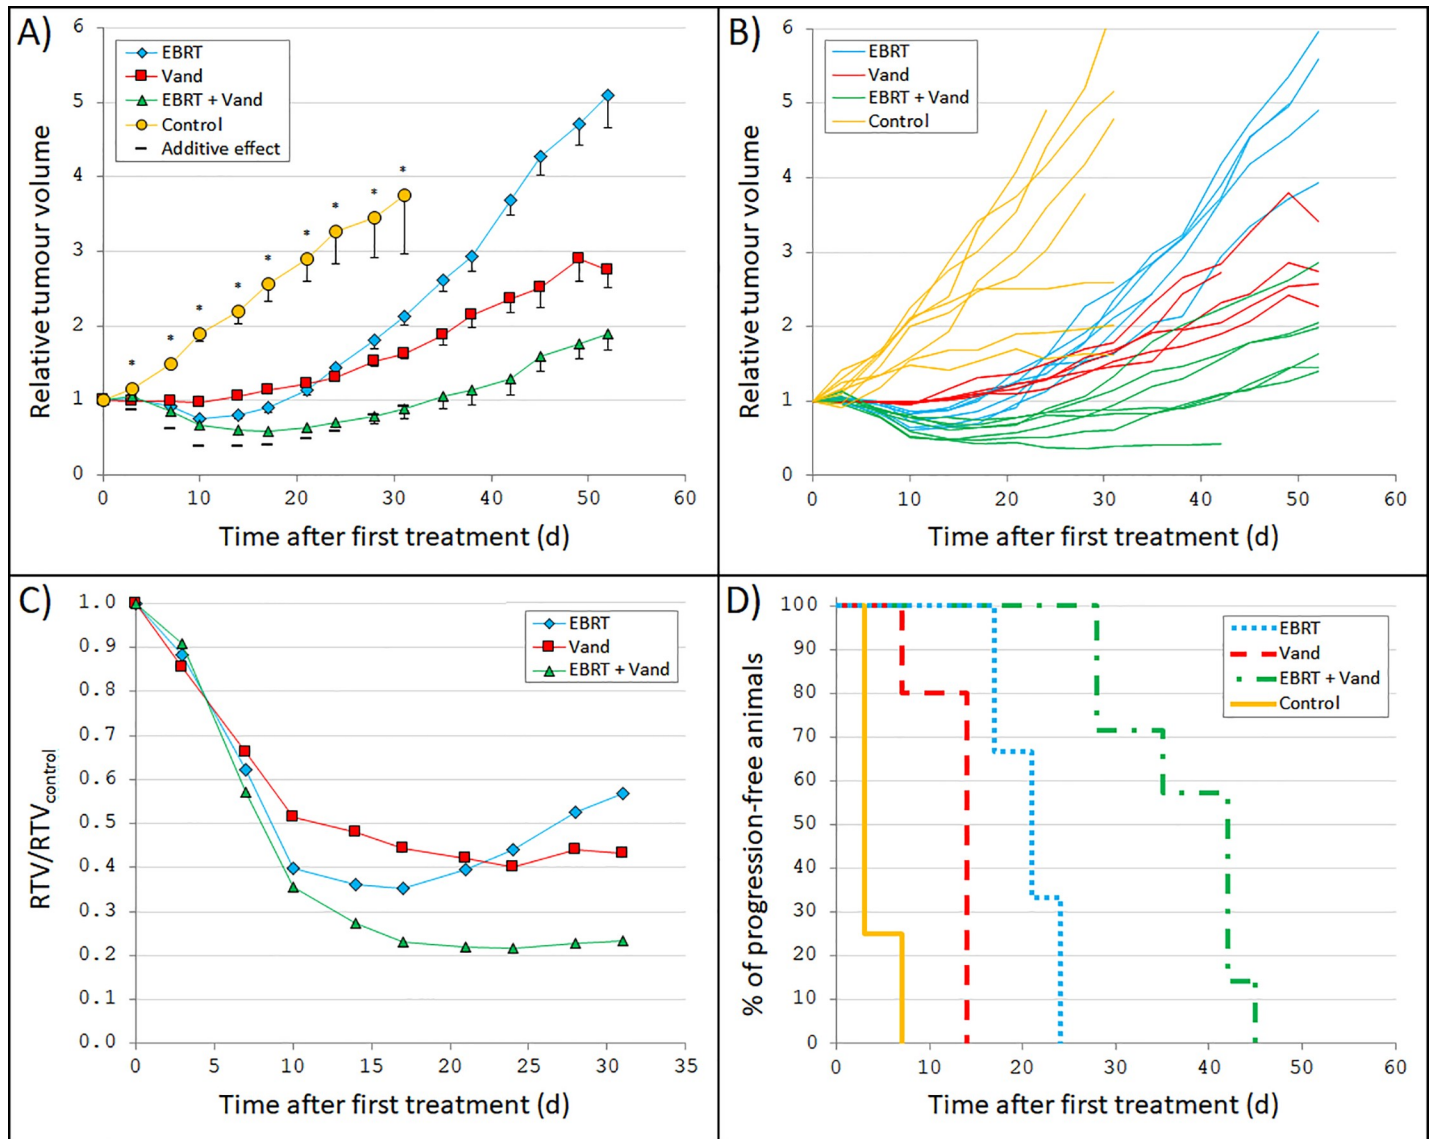 A)
Relative tumour volume
6
5
4
3
2
1
0
EBRT
Vand
EBRT + Vand
Control
Additive effect
* * * * * * * * * *
0 10 20 30 40 50 60
Time after first treatment (d)
B)
Relative tumour volume
6
5
4
3
2
1
0
EBRT
Vand
EBRT + Vand
Control
0 10 20 30 40 50 60
Time after first treatment (d)
C)
RTV/RTVcontrol
1.0
0.9
0.8
0.7
0.6
0.5
0.4
0.3
0.2
0.1
0.0
EBRT
Vand
EBRT + Vand
0 5 10 15 20 25 30 35
Time after first treatment (d)
D)
% of progression-free animals
100
90
80
70
60
50
40
30
20
10
0
EBRT
Vand
EBRT + Vand
Control
0 10 20 30 40 50 60
Time after first treatment (d)